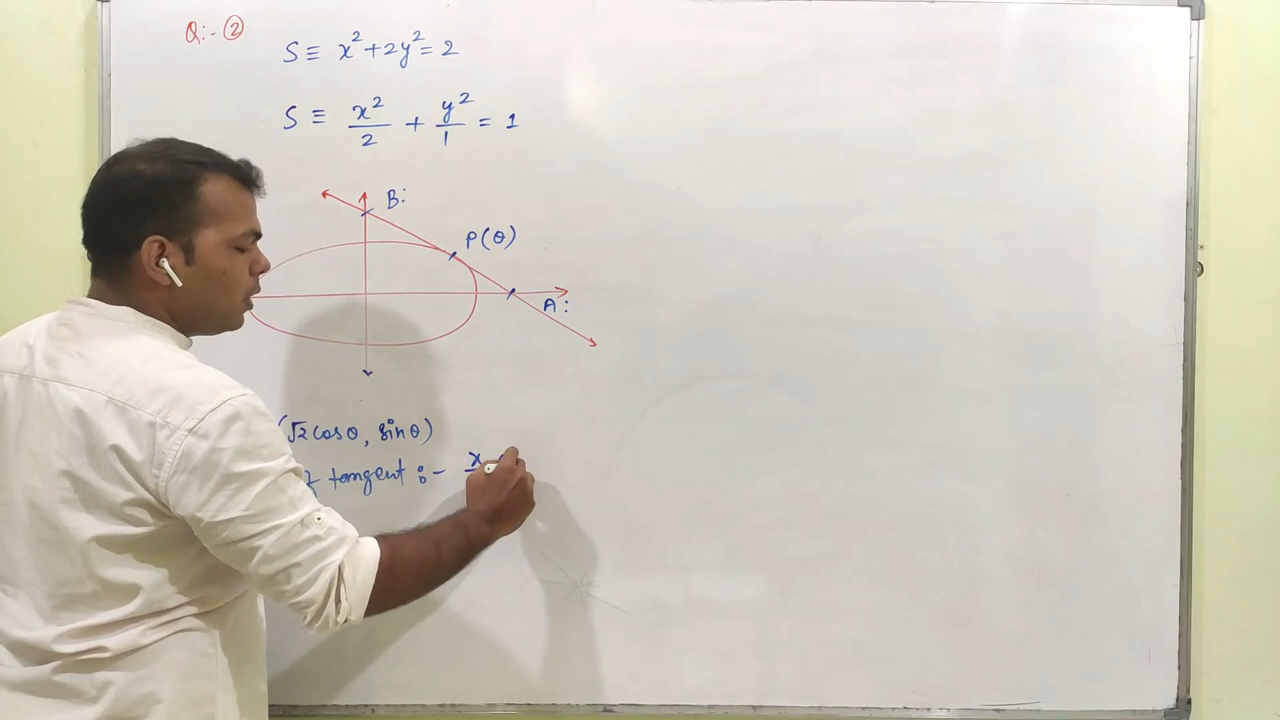 Q:- ②
S ≡ x² + 2y² = 2
S ≡ x²/2 + y²/1 = 1
B:
P(θ)
A:
(√2 cosθ, sinθ)
tangent :- x